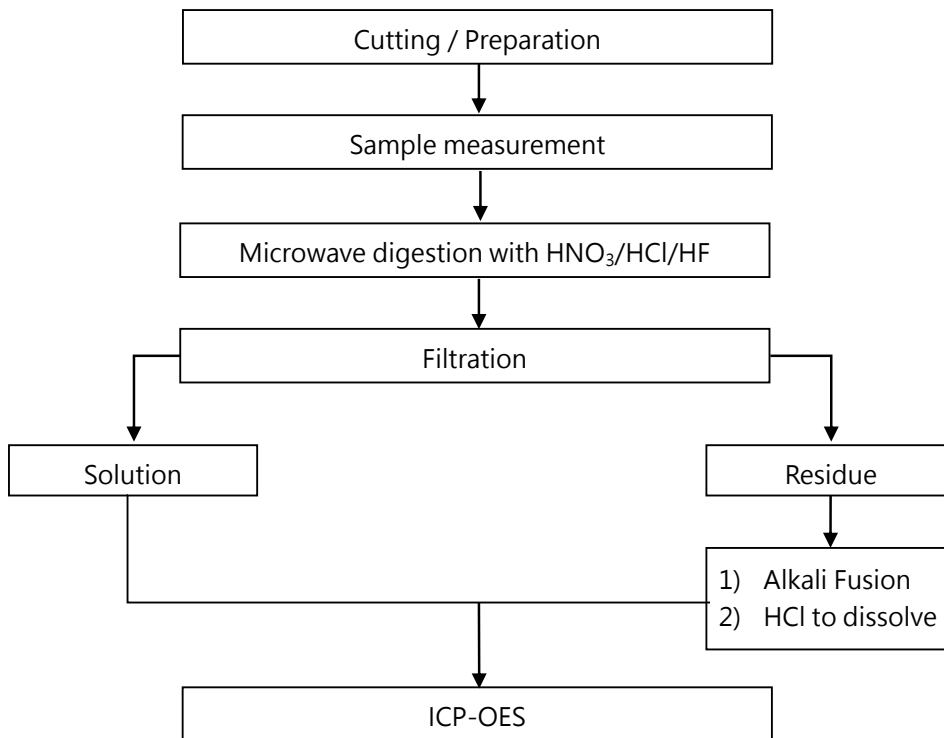 Cutting / Preparation
Sample measurement
Microwave digestion with HNO₃/HCl/HF
Filtration
Solution
Residue
1) Alkali Fusion
2) HCl to dissolve
ICP-OES